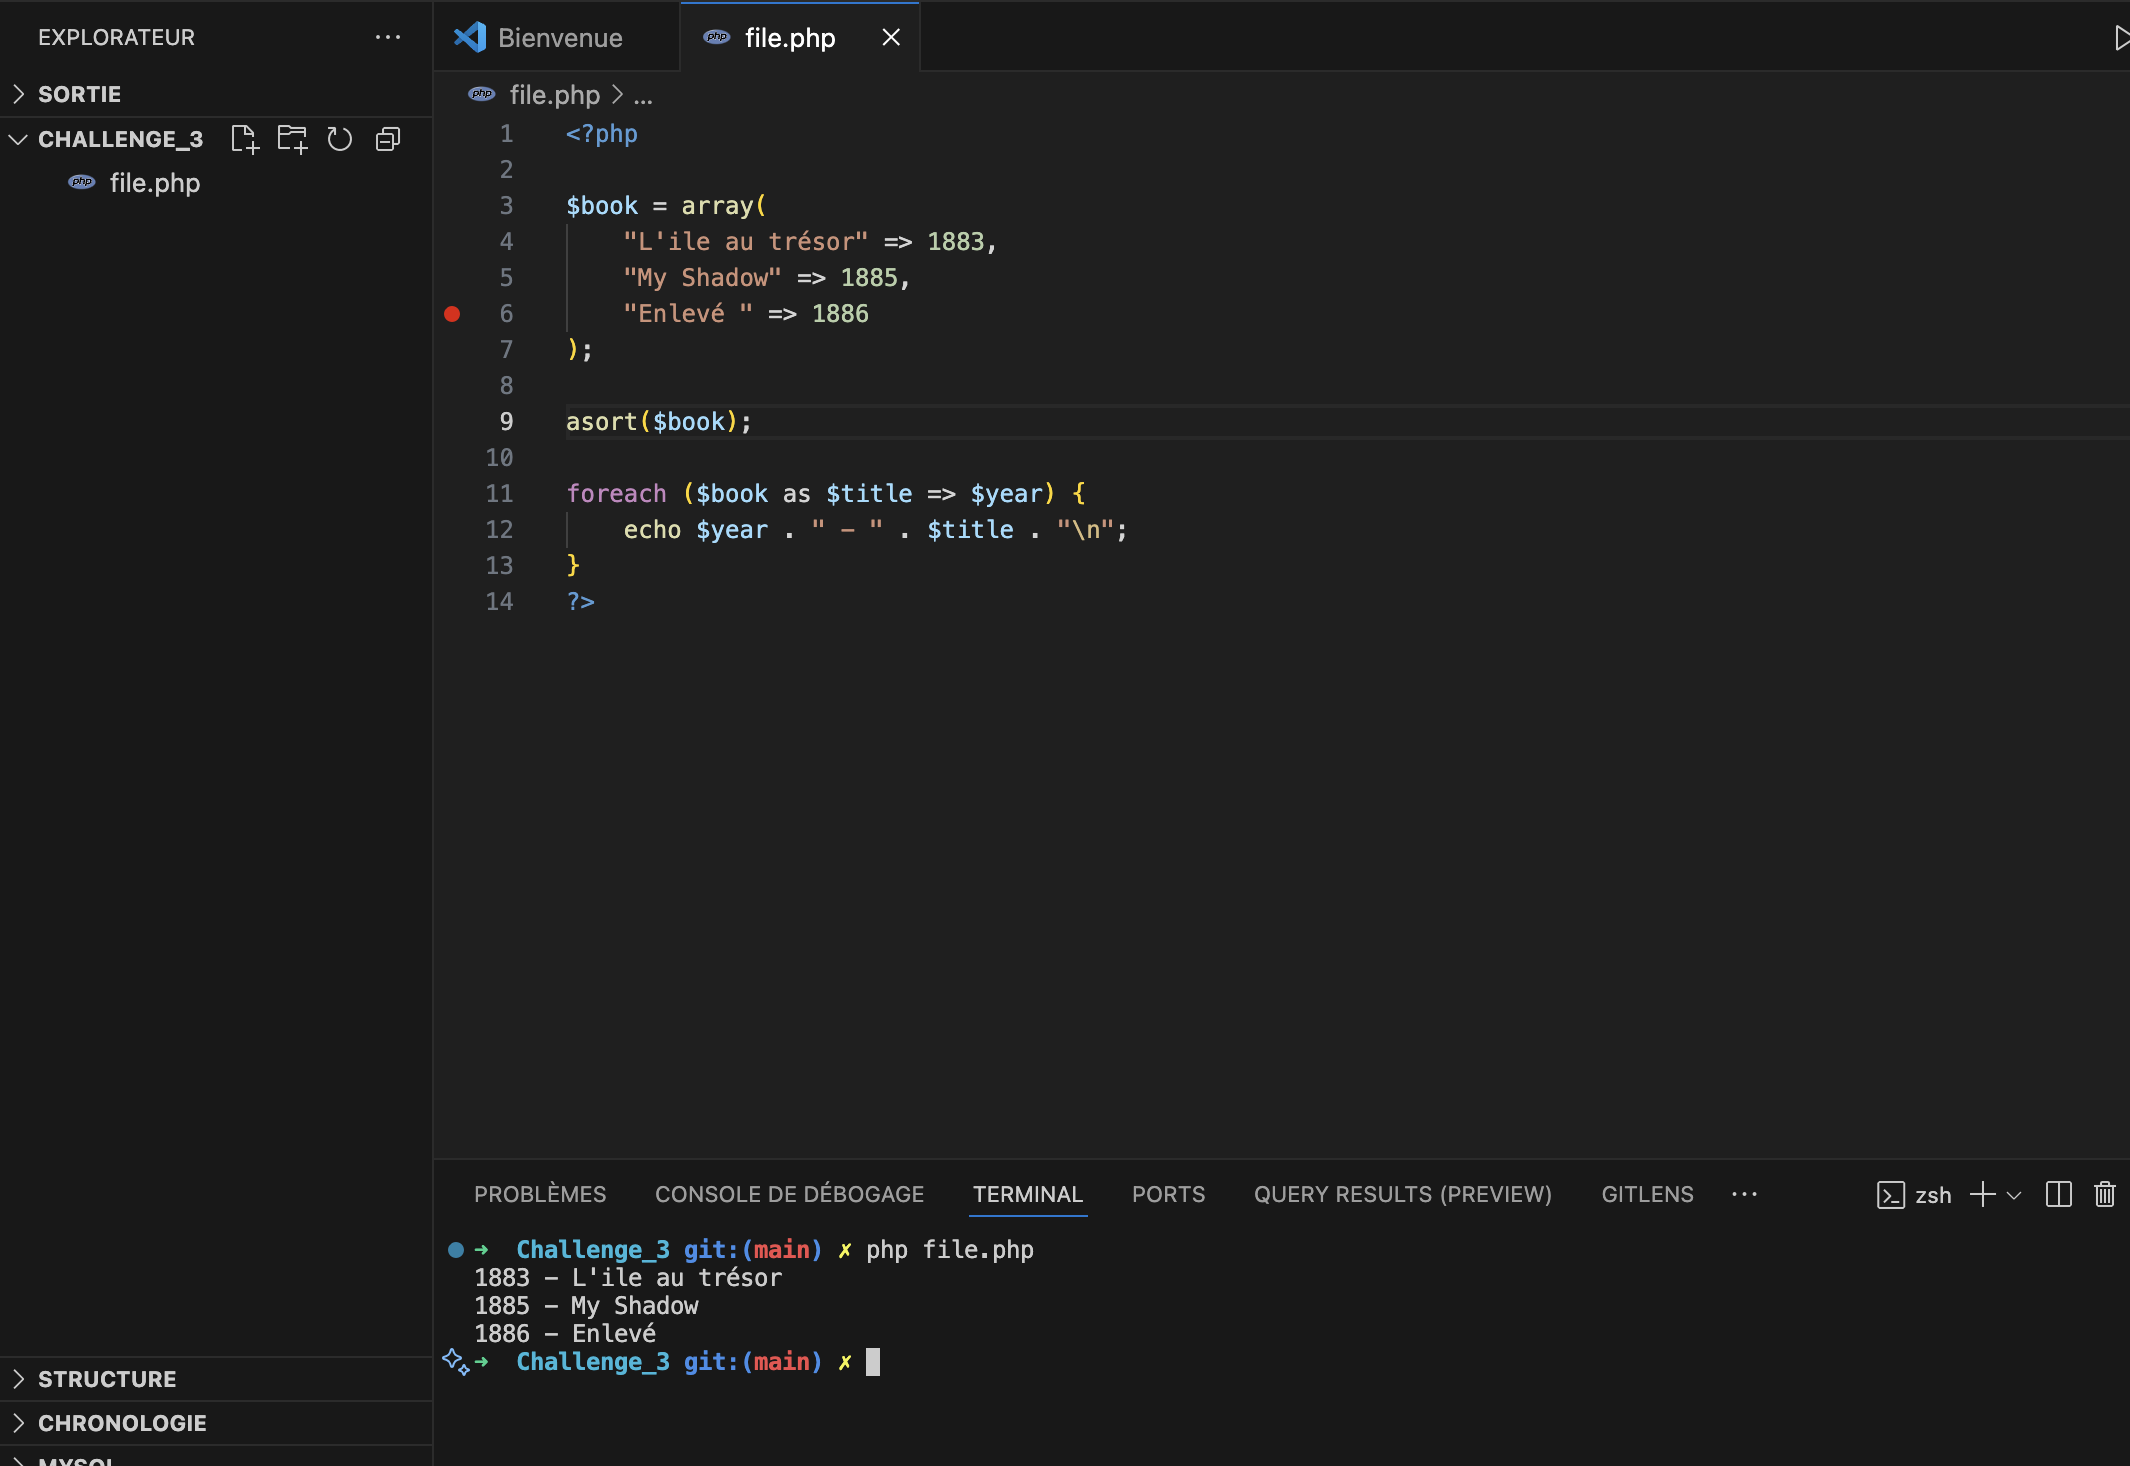 EXPLORATEUR
SORTIE
CHALLENGE_3
php file.php
STRUCTURE
CHRONOLOGIE
Bienvenue
php file.php
php file.php > ...
1 <?php
2
3 $book = array(
4 "L'ile au trésor" => 1883,
5 "My Shadow" => 1885,
6 "Enlevé " => 1886
7 );
8
9 asort($book);
10
11 foreach ($book as $title => $year) {
12 echo $year . " - " . $title . "\n";
13 }
14 ?>
PROBLÈMES CONSOLE DE DÉBOGAGE TERMINAL PORTS QUERY RESULTS (PREVIEW) GITLENS ... zsh
➜ Challenge_3 git:(main) ✗ php file.php
1883 - L'ile au trésor
1885 - My Shadow
1886 - Enlevé
➜ Challenge_3 git:(main) ✗